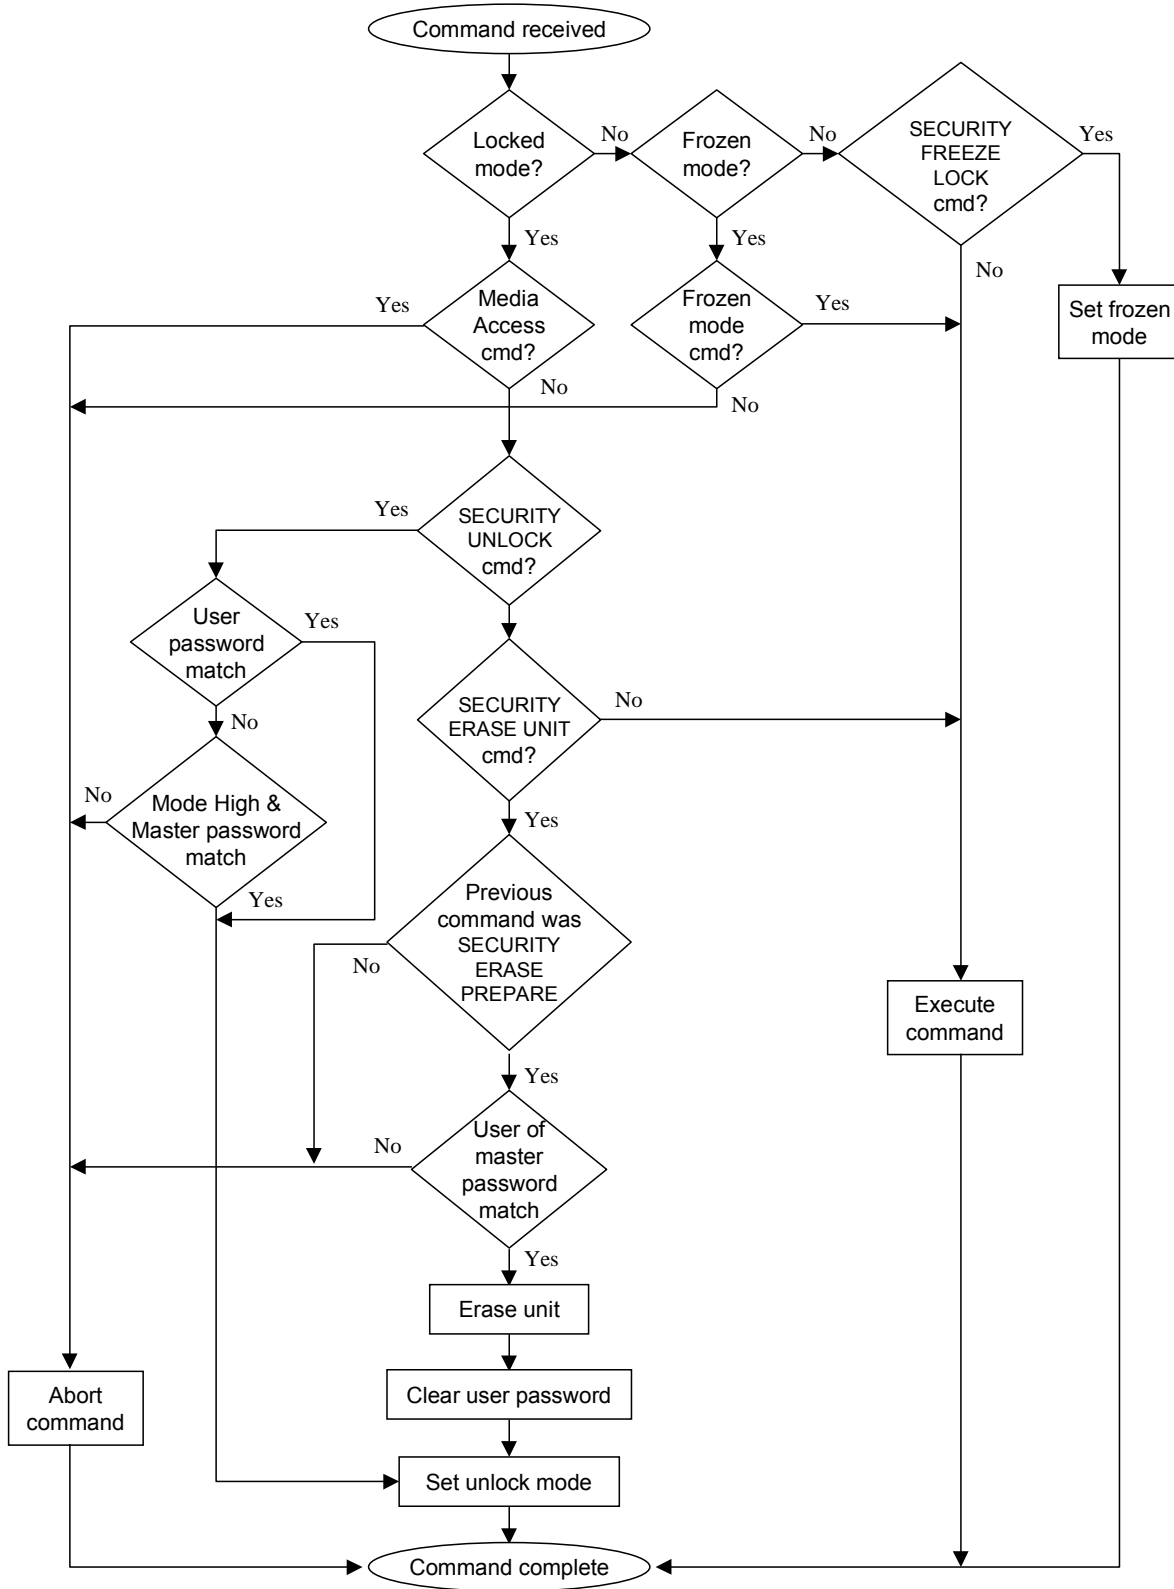 Command received
Locked
mode?
No
Frozen
mode?
No
SECURITY
FREEZE
LOCK
cmd?
Yes
Yes
Yes
No
Yes
Media
Access
cmd?
Frozen
mode
cmd?
Yes
Set frozen
mode
No
No
Yes
SECURITY
UNLOCK
cmd?
User
password
match
Yes
No
SECURITY
ERASE UNIT
cmd?
No
No
Mode High &
Master password
match
Yes
Yes
Previous
command was
SECURITY
ERASE
PREPARE
No
Execute
command
Yes
No
User of
master
password
match
Yes
Erase unit
Abort
command
Clear user password
Set unlock mode
Command complete